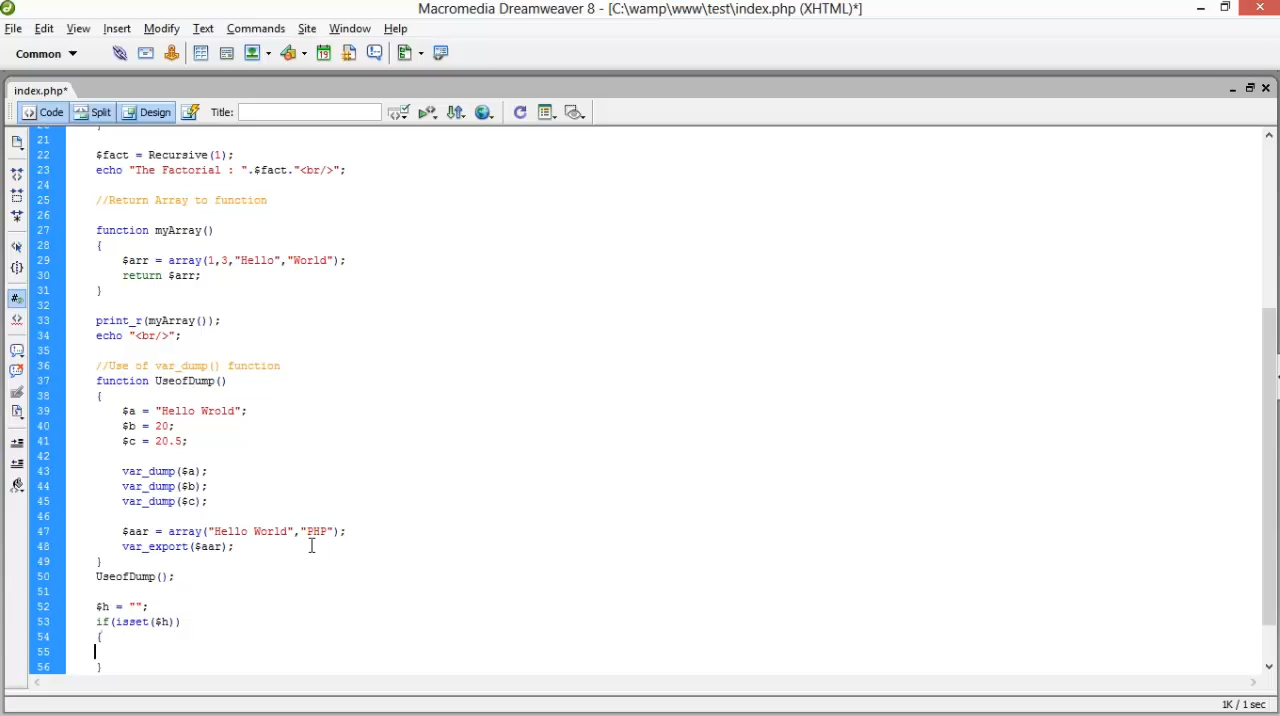 Macromedia Dreamweaver 8 - [C:\wamp\www\test\index.php (XHTML)*]
File Edit View Insert Modify Text Commands Site Window Help
Common
index.php*
Code Split Design Title:
21
22 $fact = Recursive(1);
23 echo "The Factorial : ".$fact."<br/>";
24
25 //Return Array to function
26
27 function myArray()
28 {
29 $arr = array(1,3,"Hello","World");
30 return $arr;
31 }
32
33 print_r(myArray());
34 echo "<br/>";
35
36 //Use of var_dump() function
37 function UseofDump()
38 {
39 $a = "Hello Wrold";
40 $b = 20;
41 $c = 20.5;
42
43 var_dump($a);
44 var_dump($b);
45 var_dump($c);
46
47 $aar = array("Hello World","PHP");
48 var_export($aar);
49 }
50 UseofDump();
51
52 $h = "";
53 if(isset($h))
54 {
55
56 }
1K / 1 sec